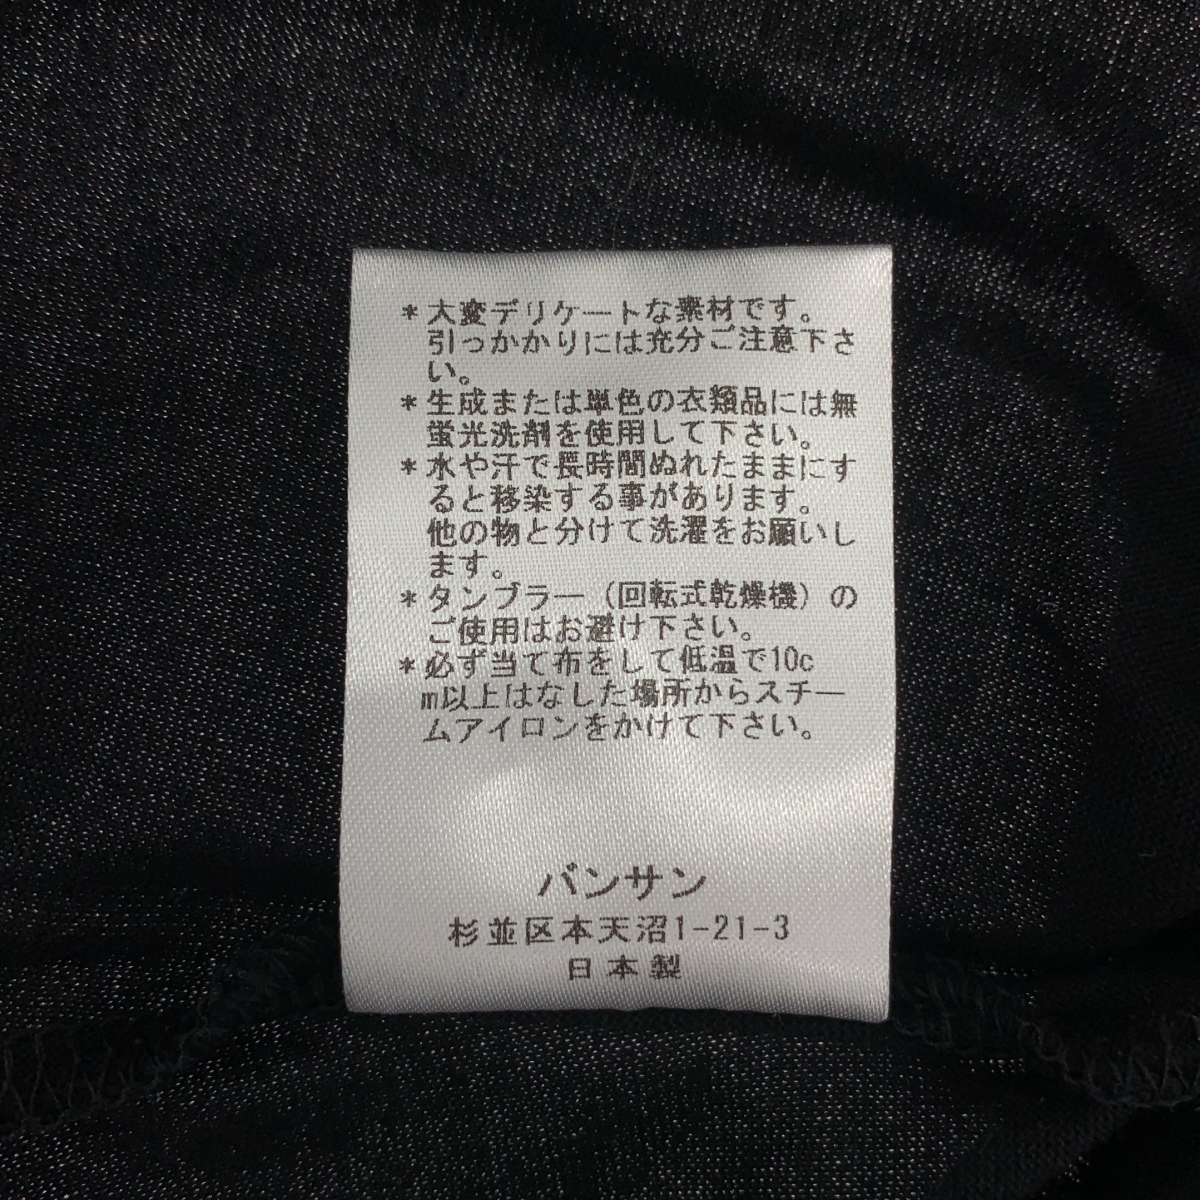 *大変デリケートな素材です。
引っかかりには充分ご注意下さ
い。
*生成または単色の衣類品には無
蛍光洗剤を使用して下さい。
*水や汗で長時間ぬれたままにす
ると移染する事があります。
他の物と分けて洗濯をお願いし
ます。
*タンブラー（回転式乾燥機）の
ご使用はお避け下さい。
*必ず当て布をして低温で10c
m以上はなした場所からスチー
ムアイロンをかけて下さい。
バンサン
杉並区本天沼1-21-3
日本製